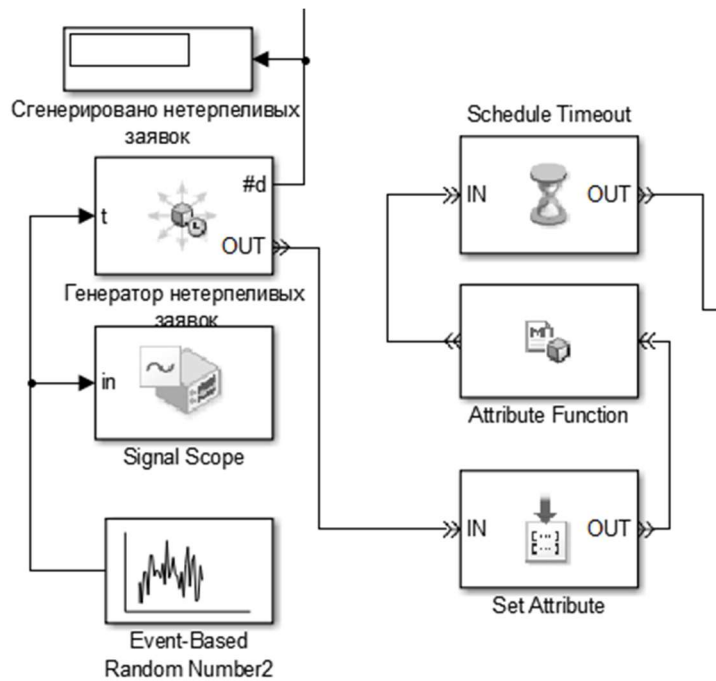 Сгенерировано нетерпеливых
заявок
#d
t
OUT
Генератор нетерпеливых
заявок
in
Signal Scope
Event-Based
Random Number2
Schedule Timeout
IN
OUT
Attribute Function
IN
OUT
Set Attribute